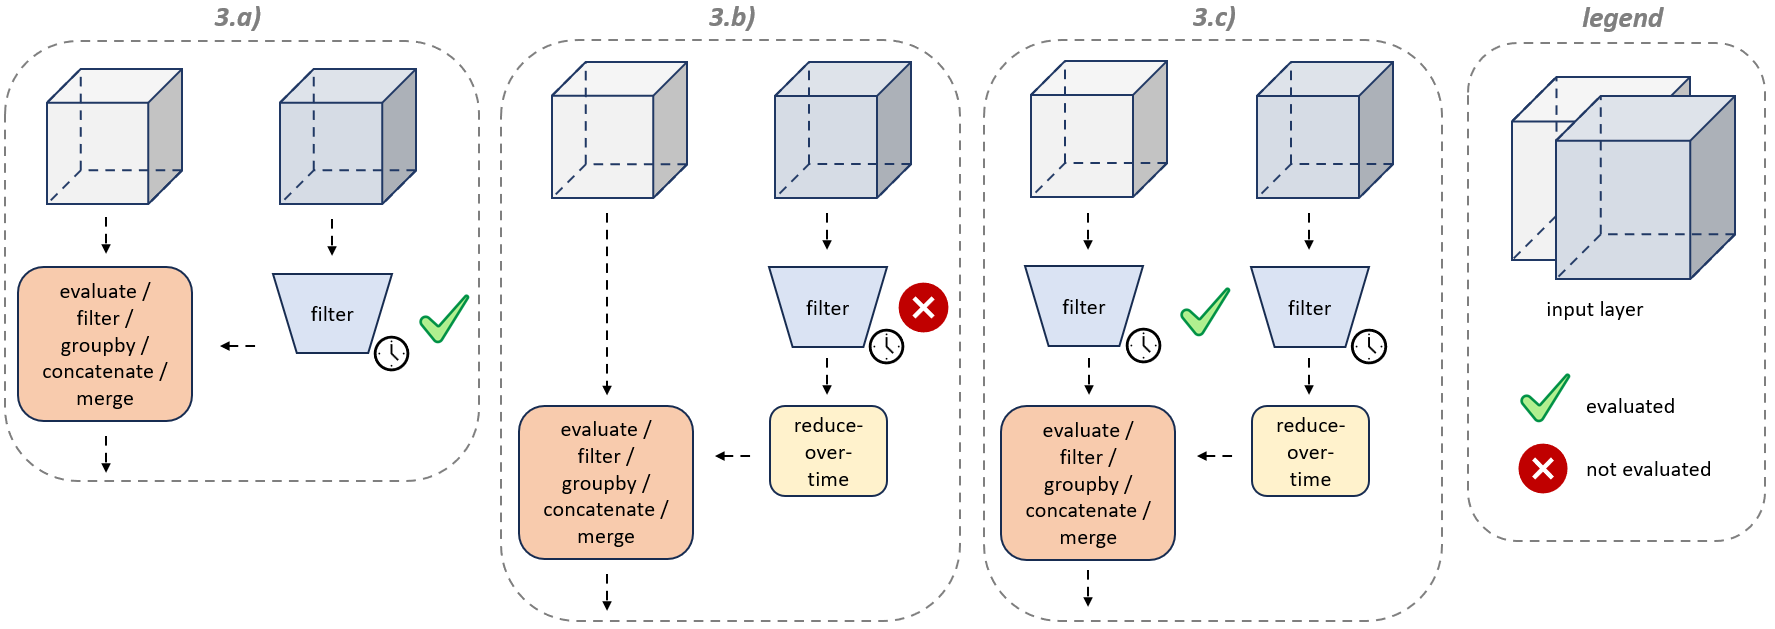 3.a)
3.b)
3.c)
legend
evaluate /
filter /
groupby /
concatenate /
merge
filter
filter
evaluate /
filter /
groupby /
concatenate /
merge
reduce-
over-
time
filter
filter
evaluate /
filter /
groupby /
concatenate /
merge
reduce-
over-
time
input layer
evaluated
not evaluated